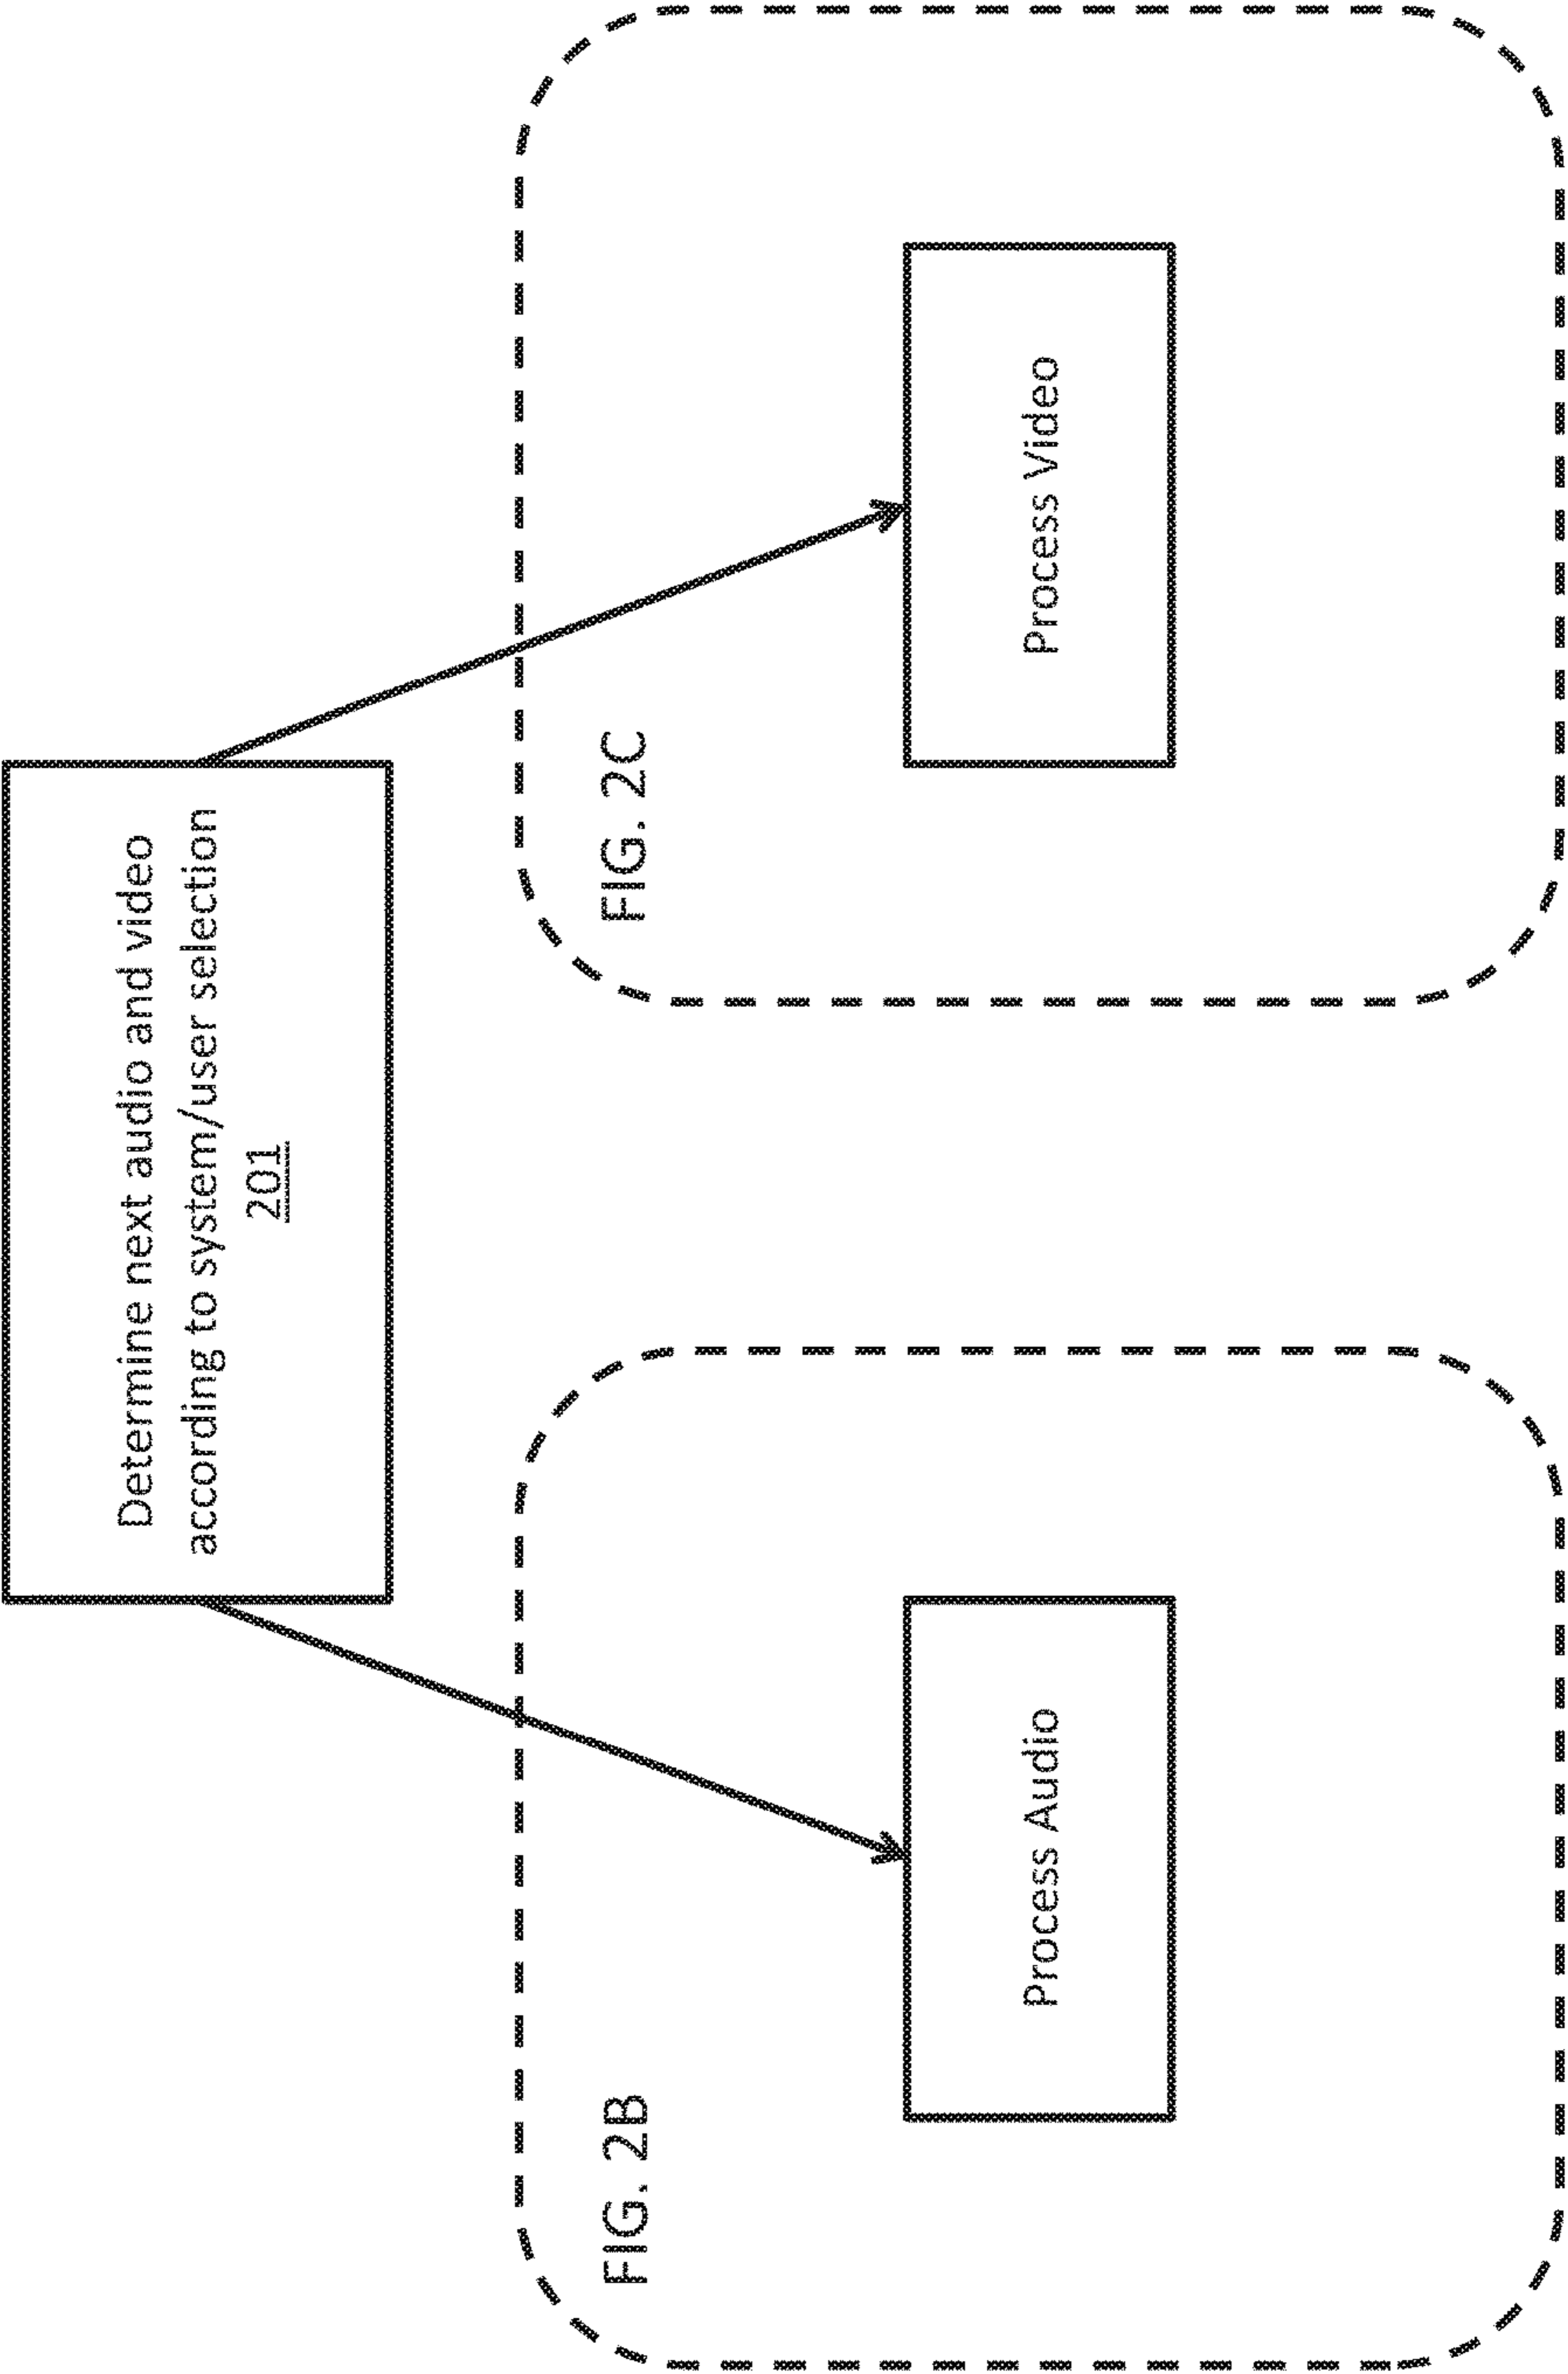 Determine next audio and video
according to system/user selection
201
FIG. 2B
Process Audio
FIG. 2C
Process Video